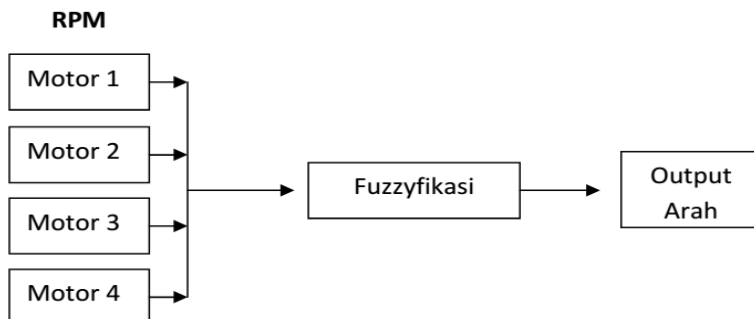 RPM
Motor 1
Motor 2
Motor 3
Motor 4
Fuzzyfikasi
Output
Arah